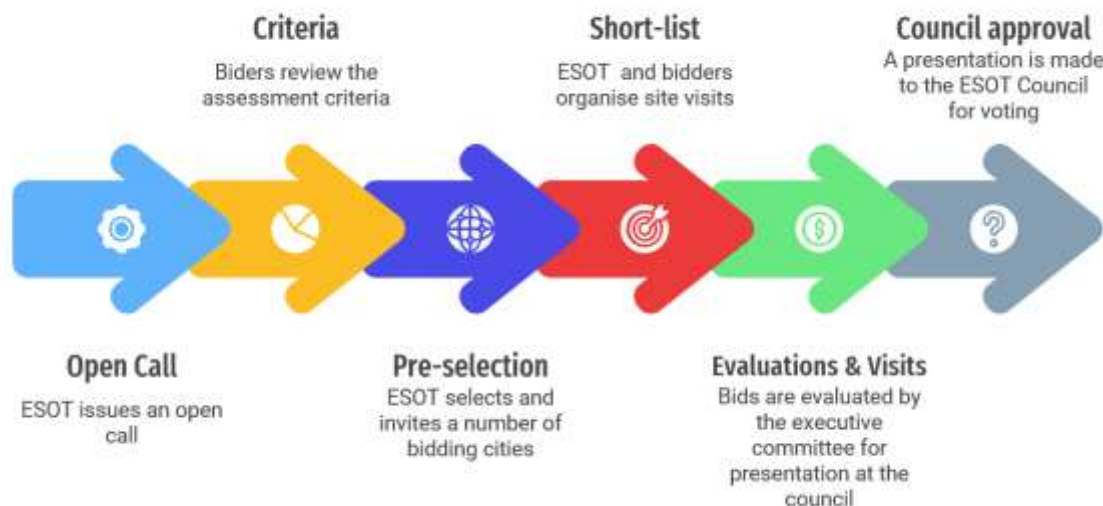 Criteria
Biders review the
assessment criteria
Short-list
ESOT and bidders
organise site visits
Council approval
A presentation is made
to the ESOT Council
for voting
Open Call
ESOT issues an open
call
Pre-selection
ESOT selects and
invites a number of
bidding cities
Evaluations & Visits
Bids are evaluated by
the executive
committee for
presentation at the
council